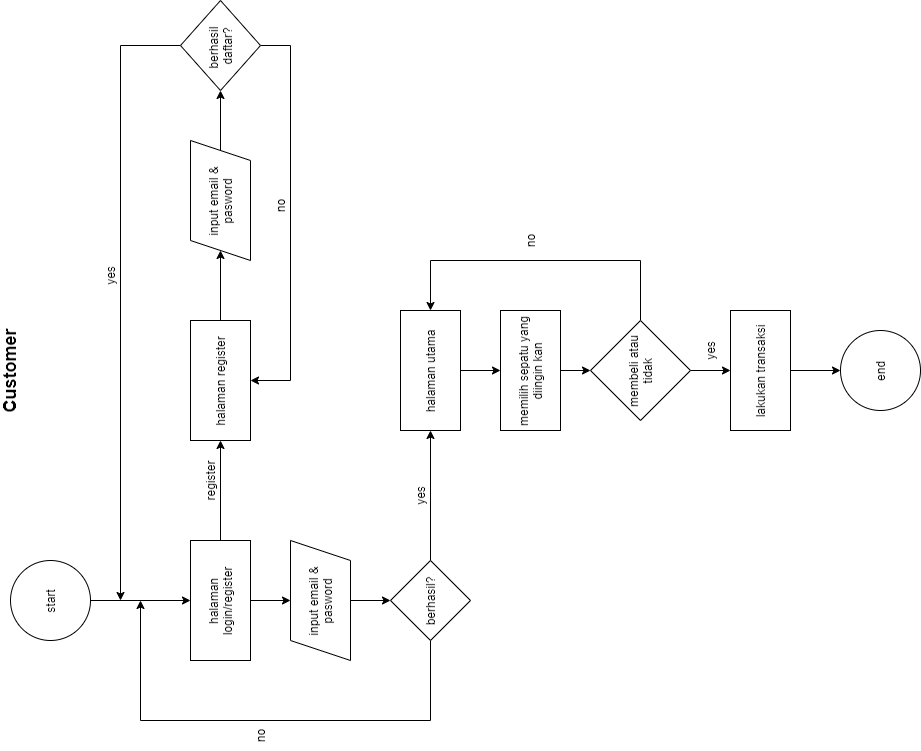 Customer
start
halaman
login/register
register
halaman register
input email &
pasword
berhasil
daftar?
yes
no
input email &
pasword
berhasil?
no
yes
halaman utama
memilih sepatu yang
diingin kan
membeli atau
tidak
no
yes
lakukan transaksi
end